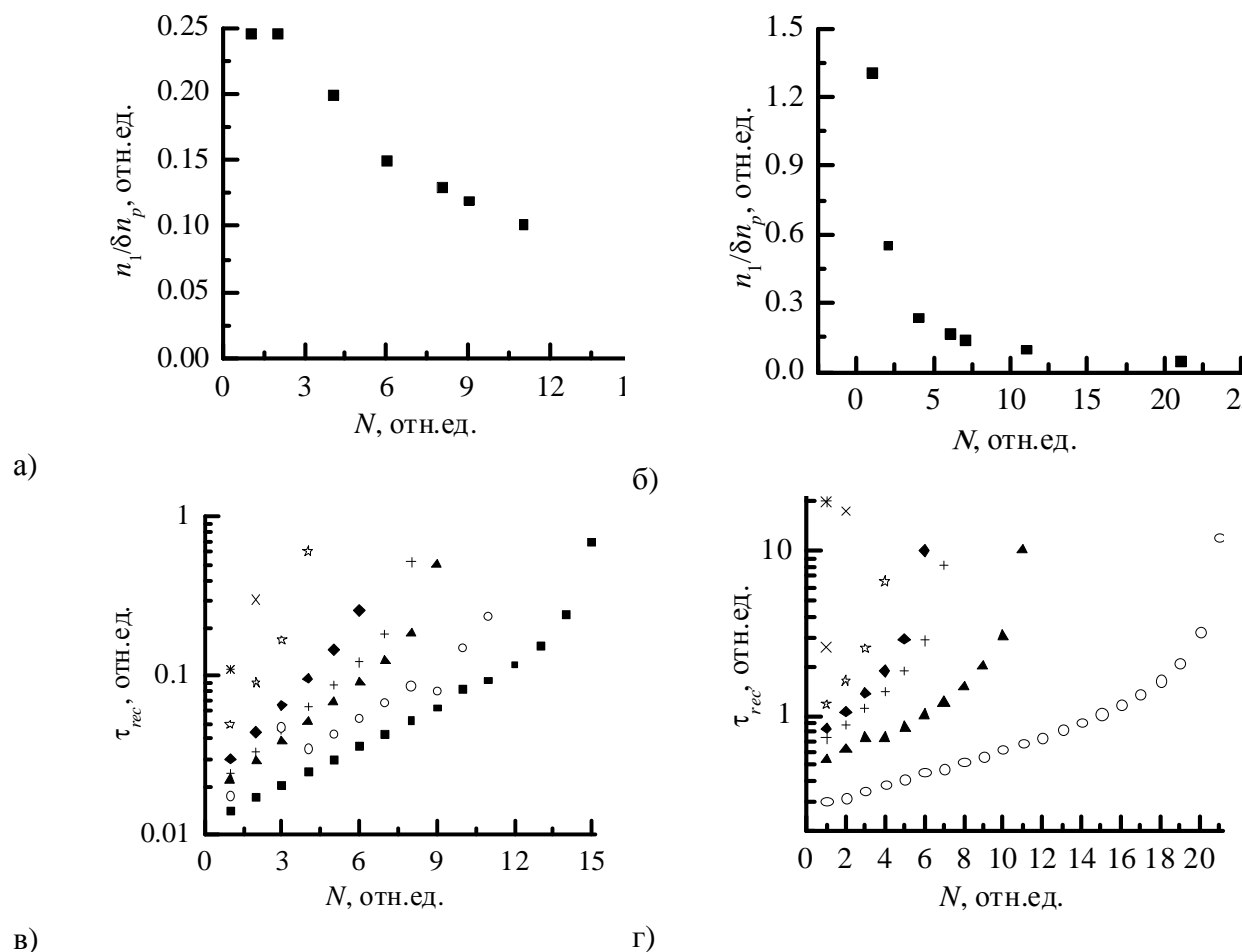 0.25
0.20
0.15
0.10
0.05
0.00
n₁/δnₚ, отн.ед.
0 3 6 9 12 1
N, отн.ед.
а)
1.5
1.2
0.9
0.6
0.3
0.0
n₁/δnₚ, отн.ед.
0 5 10 15 20 2
N, отн.ед.
б)
1
0.1
0.01
τrec, отн.ед.
0 3 6 9 12 15
N, отн.ед.
в)
10
1
τrec, отн.ед.
0 2 4 6 8 10 12 14 16 18 20
N, отн.ед.
г)